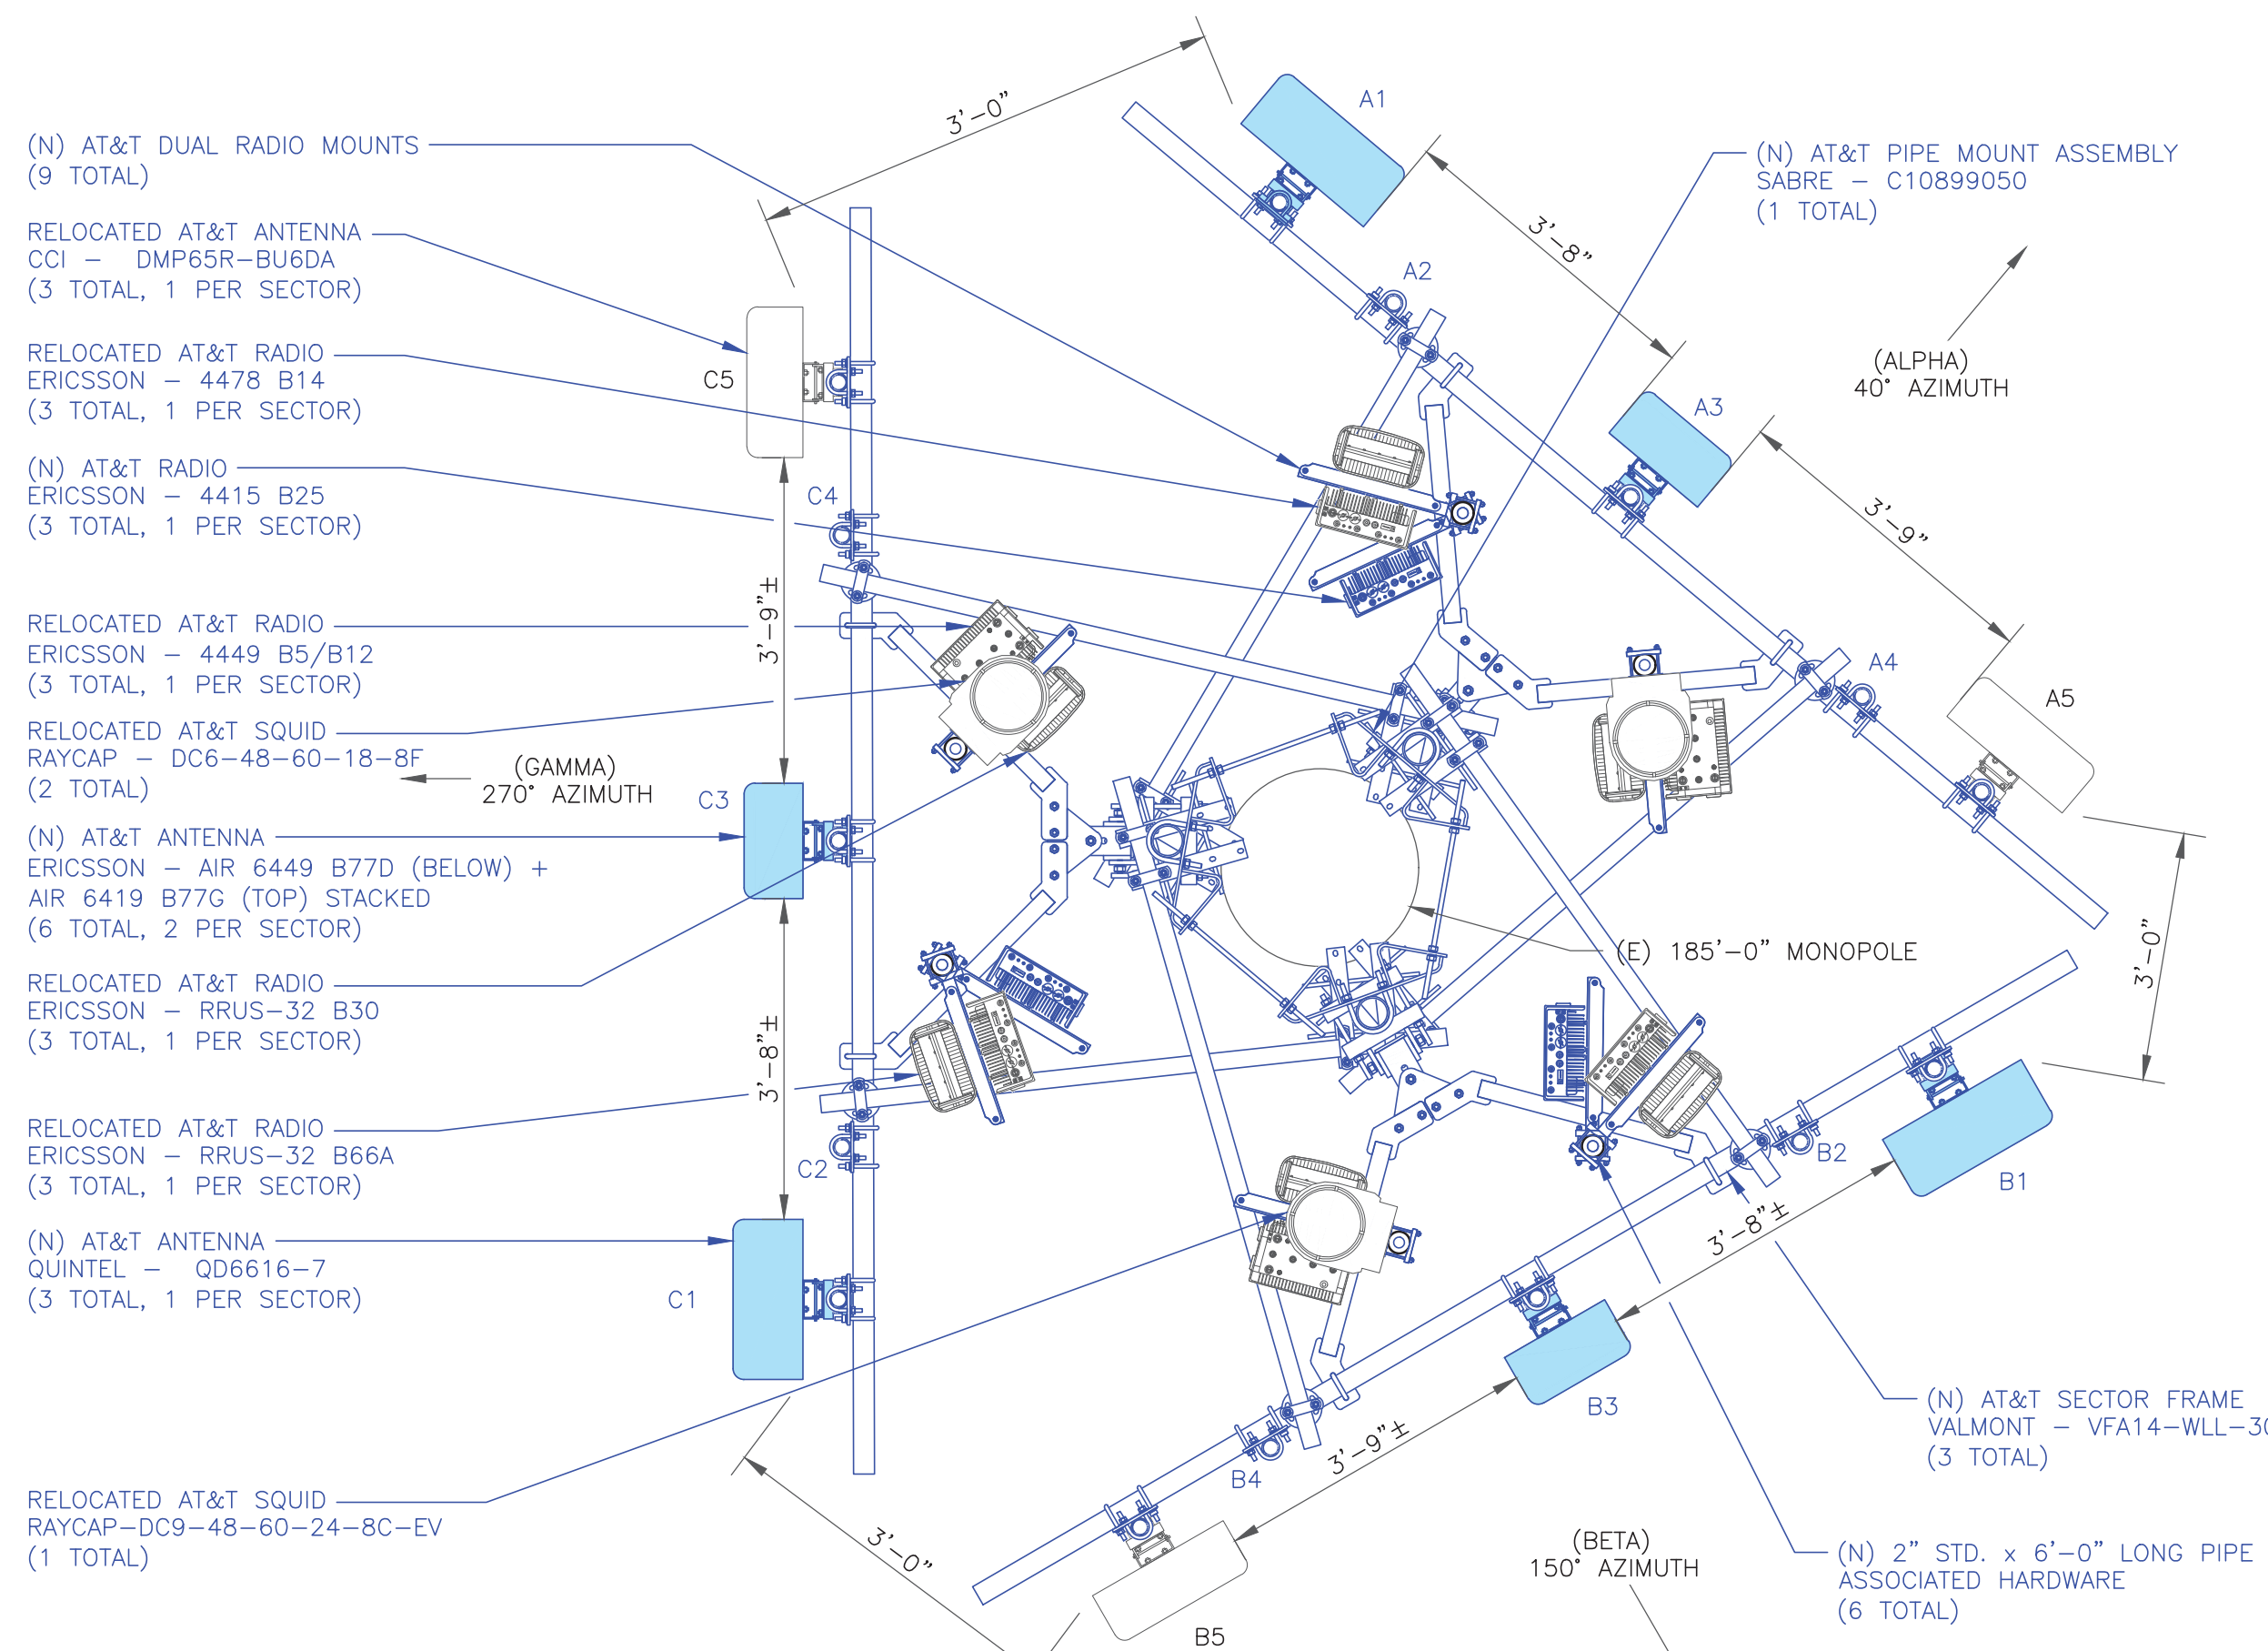 (N) AT&T DUAL RADIO MOUNTS
(9 TOTAL)
RELOCATED AT&T ANTENNA
CCI - DMP65R-BU6DA
(3 TOTAL, 1 PER SECTOR)
RELOCATED AT&T RADIO
ERICSSON - 4478 B14
(3 TOTAL, 1 PER SECTOR)
(N) AT&T RADIO
ERICSSON - 4415 B25
(3 TOTAL, 1 PER SECTOR)
RELOCATED AT&T RADIO
ERICSSON - 4449 B5/B12
(3 TOTAL, 1 PER SECTOR)
RELOCATED AT&T SQUID
RAYCAP - DC6-48-60-18-8F
(2 TOTAL)
(N) AT&T ANTENNA
ERICSSON - AIR 6449 B77D (BELOW) +
AIR 6419 B77G (TOP) STACKED
(6 TOTAL, 2 PER SECTOR)
RELOCATED AT&T RADIO
ERICSSON - RRUS-32 B30
(3 TOTAL, 1 PER SECTOR)
RELOCATED AT&T RADIO
ERICSSON - RRUS-32 B66A
(3 TOTAL, 1 PER SECTOR)
(N) AT&T ANTENNA
QUINTEL - QD6616-7
(3 TOTAL, 1 PER SECTOR)
RELOCATED AT&T SQUID
RAYCAP-DC9-48-60-24-8C-EV
(1 TOTAL)
(GAMMA)
270° AZIMUTH
C5
C4
C3
C2
C1
3'-9"±
3'-8"±
3'-0"
3'-0"
A1
A2
A3
A4
A5
3'-8"
3'-9"
3'-0"
(N) AT&T PIPE MOUNT ASSEMBLY
SABRE - C10899050
(1 TOTAL)
(ALPHA)
40° AZIMUTH
(E) 185'-0" MONOPOLE
B1
B2
B3
B4
B5
3'-8"±
3'-9"±
(BETA)
150° AZIMUTH
(N) AT&T SECTOR FRAME
VALMONT - VFA14-WLL-30
(3 TOTAL)
(N) 2" STD. x 6'-0" LONG PIPE
ASSOCIATED HARDWARE
(6 TOTAL)